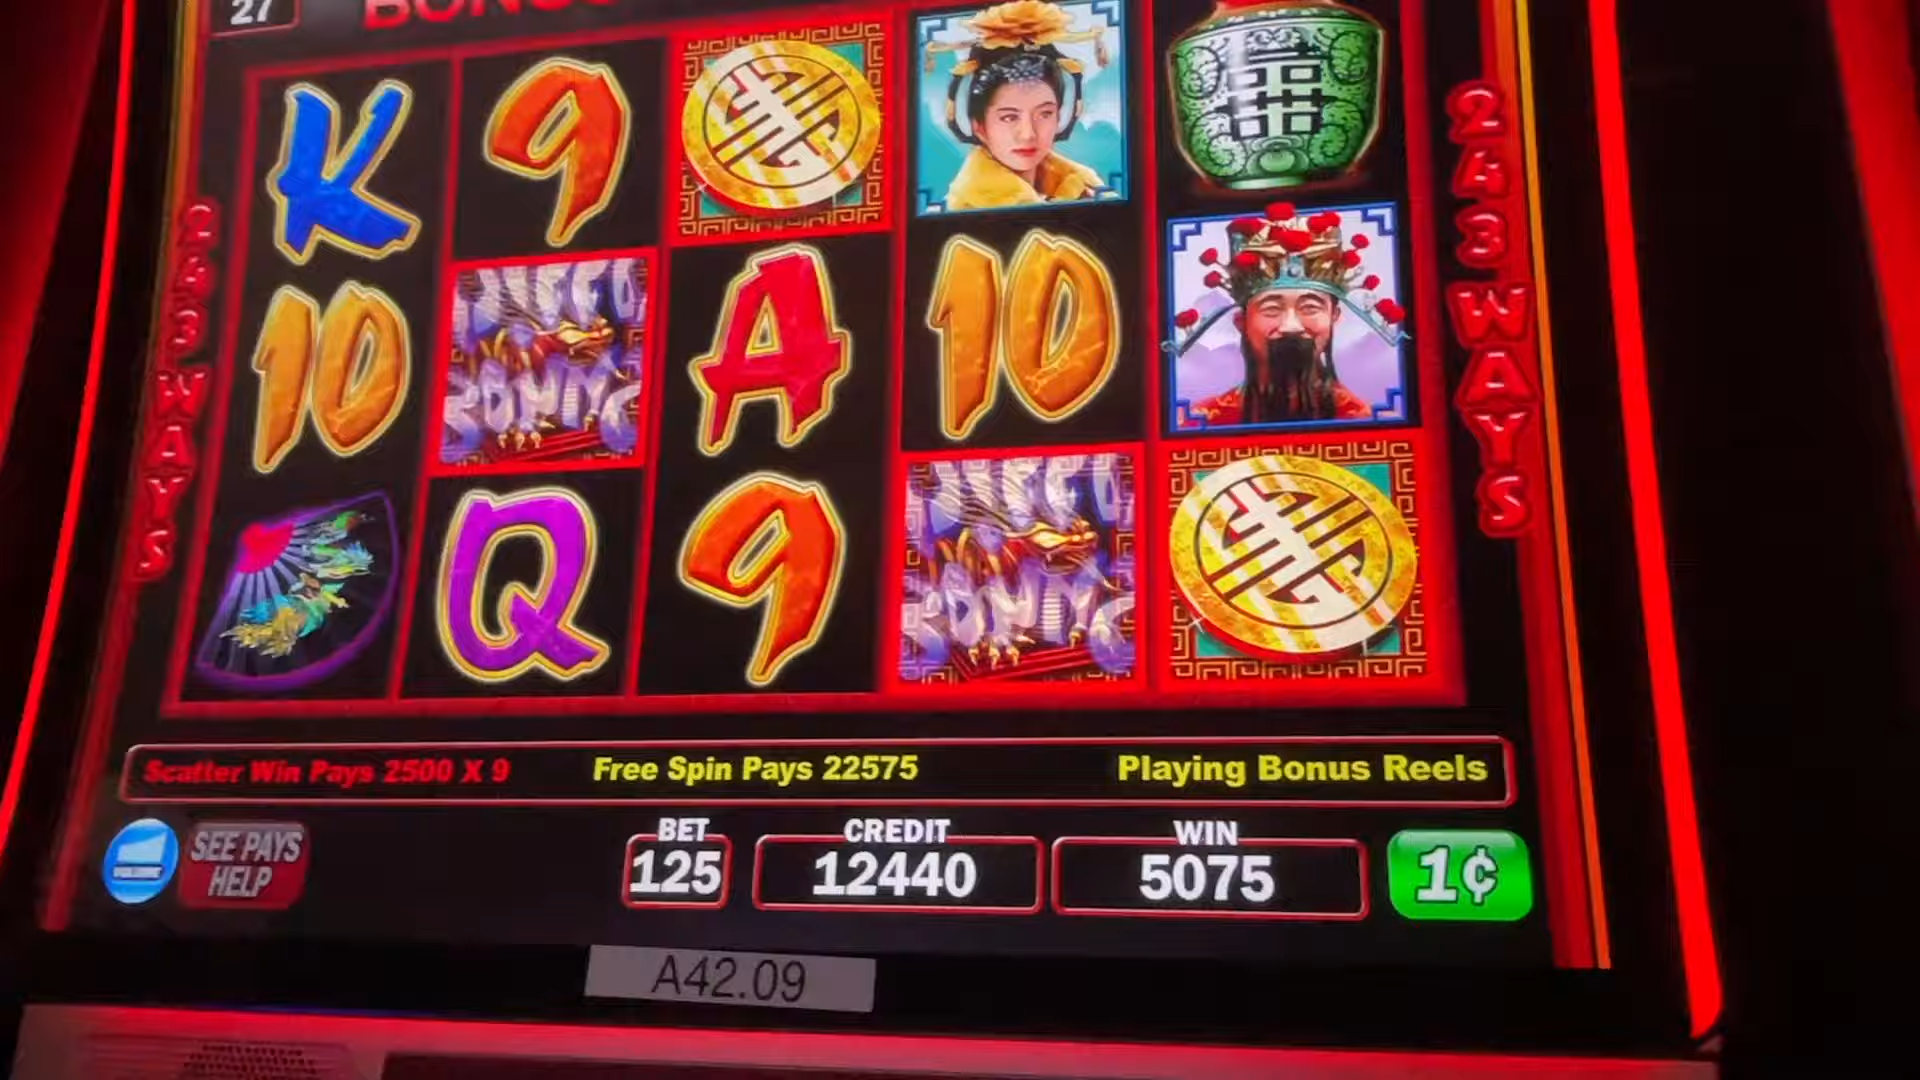 27
BONUS
K 9
243 WAYS
243 WAYS
10 A 10
Q 9
Scatter Win Pays 2500 X 9 Free Spin Pays 22575 Playing Bonus Reels
SEE PAYS
HELP
BET
125
CREDIT
12440
WIN
5075
1¢
A42.09